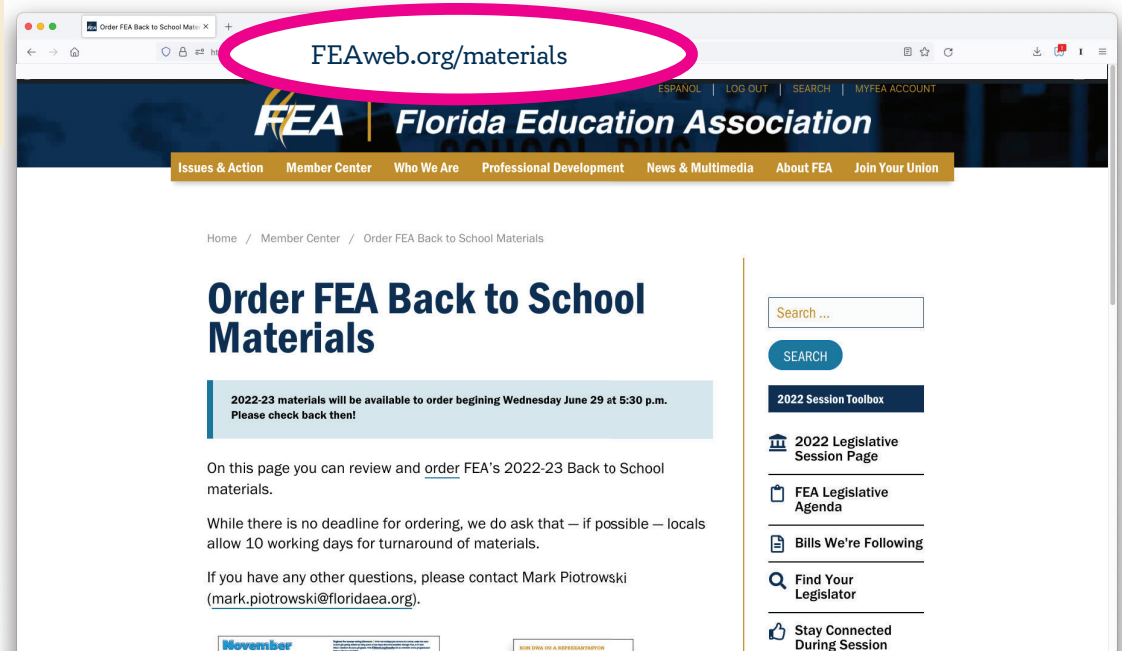 Order FEA Back to School Mater
FEAweb.org/materials
ESPAÑOL | LOG OUT | SEARCH | MYFEA ACCOUNT
FEA Florida Education Association
Issues & Action Member Center Who We Are Professional Development News & Multimedia About FEA Join Your Union
Home / Member Center / Order FEA Back to School Materials
Order FEA Back to School
Materials
2022-23 materials will be available to order begining Wednesday June 29 at 5:30 p.m.
Please check back then!
On this page you can review and order FEA's 2022-23 Back to School
materials.
While there is no deadline for ordering, we do ask that — if possible — locals
allow 10 working days for turnaround of materials.
If you have any other questions, please contact Mark Piotrowski
(mark.piotrowski@floridaea.org).
November
Search ...
SEARCH
2022 Session Toolbox
2022 Legislative
Session Page
FEA Legislative
Agenda
Bills We're Following
Find Your
Legislator
Stay Connected
During Session